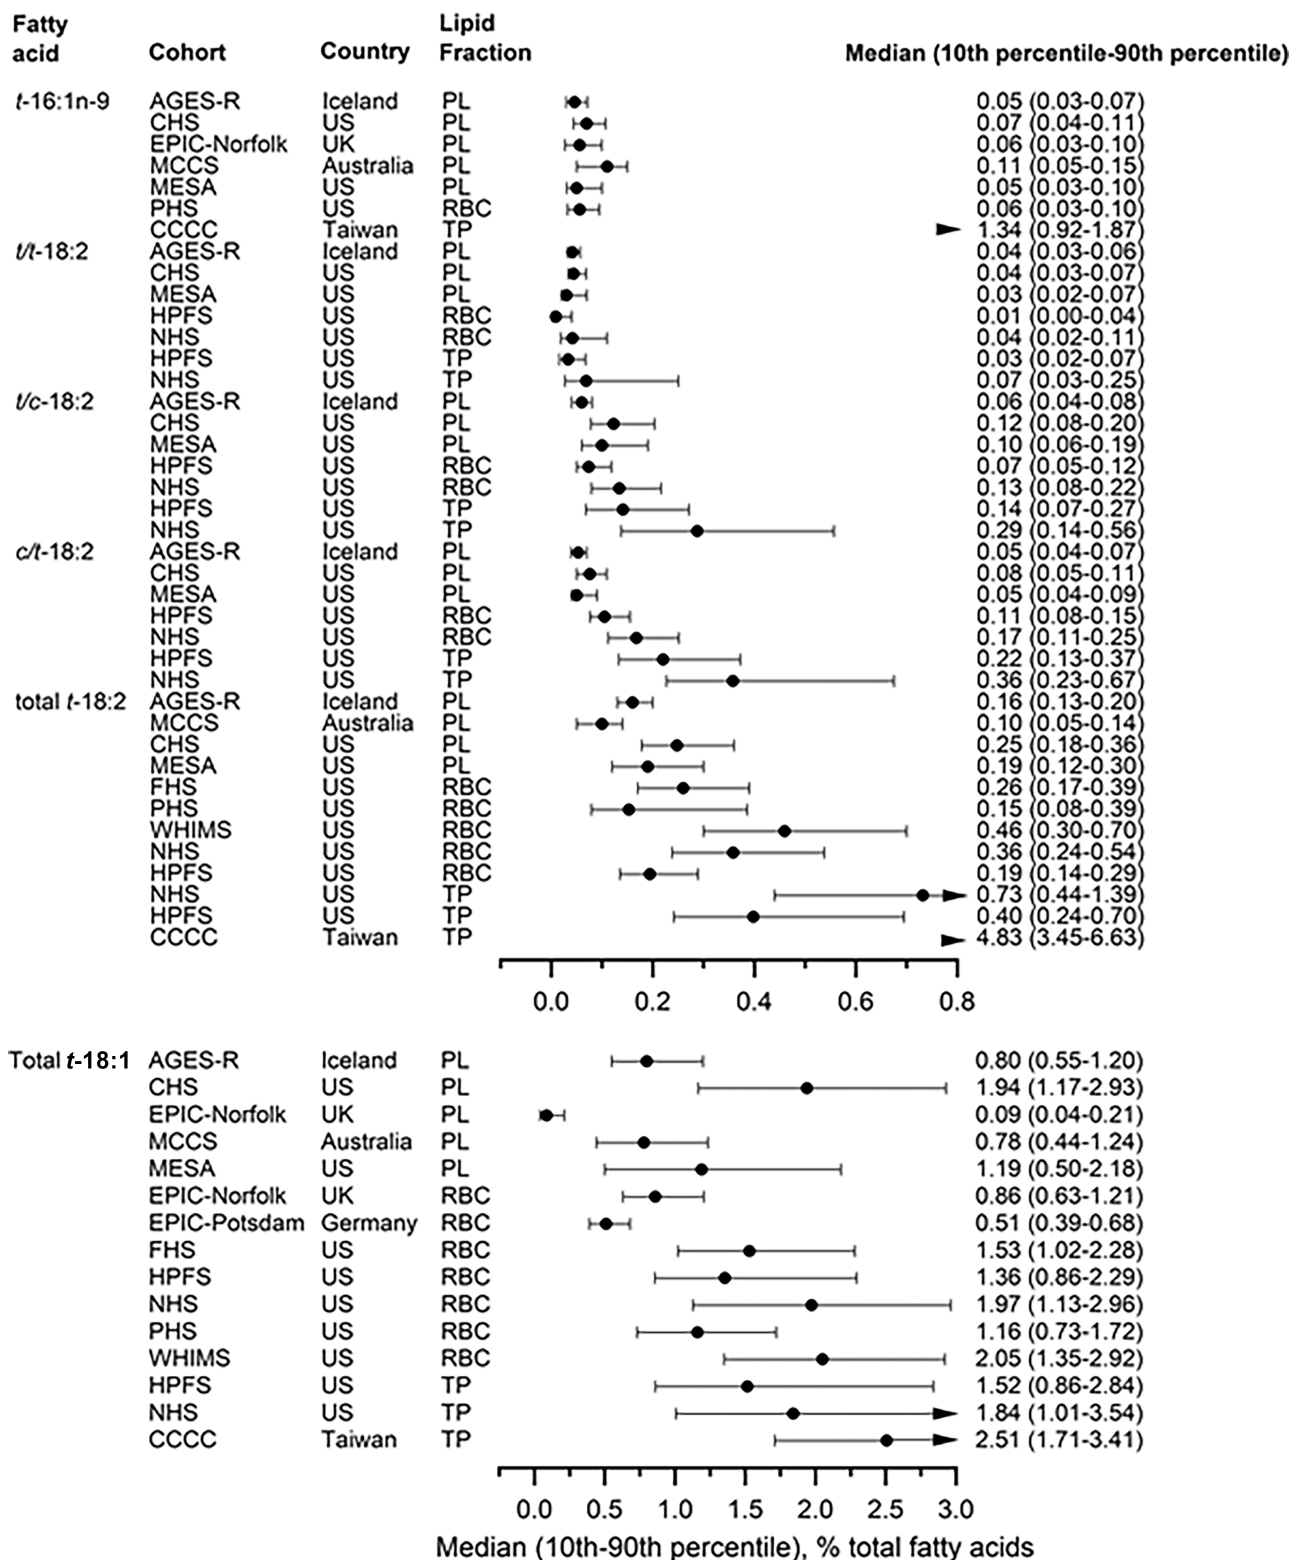 Fatty acid Cohort Country Lipid Fraction Median (10th percentile-90th percentile)
t-16:1n-9 AGES-R Iceland PL 0.05 (0.03-0.07)
CHS US PL 0.07 (0.04-0.11)
EPIC-Norfolk UK PL 0.06 (0.03-0.10)
MCCS Australia PL 0.11 (0.05-0.15)
MESA US PL 0.05 (0.03-0.10)
PHS US RBC 0.06 (0.03-0.10)
CCCC Taiwan TP 1.34 (0.92-1.87)
t/t-18:2 AGES-R Iceland PL 0.04 (0.03-0.06)
CHS US PL 0.04 (0.03-0.07)
MESA US PL 0.03 (0.02-0.07)
HPFS US RBC 0.01 (0.00-0.04)
NHS US RBC 0.04 (0.02-0.11)
HPFS US TP 0.03 (0.02-0.07)
NHS US TP 0.07 (0.03-0.25)
t/c-18:2 AGES-R Iceland PL 0.06 (0.04-0.08)
CHS US PL 0.12 (0.08-0.20)
MESA US PL 0.10 (0.06-0.19)
HPFS US RBC 0.07 (0.05-0.12)
NHS US RBC 0.13 (0.08-0.22)
HPFS US TP 0.14 (0.07-0.27)
NHS US TP 0.29 (0.14-0.56)
c/t-18:2 AGES-R Iceland PL 0.05 (0.04-0.07)
CHS US PL 0.08 (0.05-0.11)
MESA US PL 0.05 (0.04-0.09)
HPFS US RBC 0.11 (0.08-0.15)
NHS US RBC 0.17 (0.11-0.25)
HPFS US TP 0.22 (0.13-0.37)
NHS US TP 0.36 (0.23-0.67)
total t-18:2 AGES-R Iceland PL 0.16 (0.13-0.20)
MCCS Australia PL 0.10 (0.05-0.14)
CHS US PL 0.25 (0.18-0.36)
MESA US PL 0.19 (0.12-0.30)
FHS US RBC 0.26 (0.17-0.39)
PHS US RBC 0.15 (0.08-0.39)
WHIMS US RBC 0.46 (0.30-0.70)
NHS US RBC 0.36 (0.24-0.54)
HPFS US RBC 0.19 (0.14-0.29)
NHS US TP 0.73 (0.44-1.39)
HPFS US TP 0.40 (0.24-0.70)
CCCC Taiwan TP 4.83 (3.45-6.63)
0.0 0.2 0.4 0.6 0.8
Total t-18:1 AGES-R Iceland PL 0.80 (0.55-1.20)
CHS US PL 1.94 (1.17-2.93)
EPIC-Norfolk UK PL 0.09 (0.04-0.21)
MCCS Australia PL 0.78 (0.44-1.24)
MESA US PL 1.19 (0.50-2.18)
EPIC-Norfolk UK RBC 0.86 (0.63-1.21)
EPIC-Potsdam Germany RBC 0.51 (0.39-0.68)
FHS US RBC 1.53 (1.02-2.28)
HPFS US RBC 1.36 (0.86-2.29)
NHS US RBC 1.97 (1.13-2.96)
PHS US RBC 1.16 (0.73-1.72)
WHIMS US RBC 2.05 (1.35-2.92)
HPFS US TP 1.52 (0.86-2.84)
NHS US TP 1.84 (1.01-3.54)
CCCC Taiwan TP 2.51 (1.71-3.41)
0.0 0.5 1.0 1.5 2.0 2.5 3.0
Median (10th-90th percentile), % total fatty acids